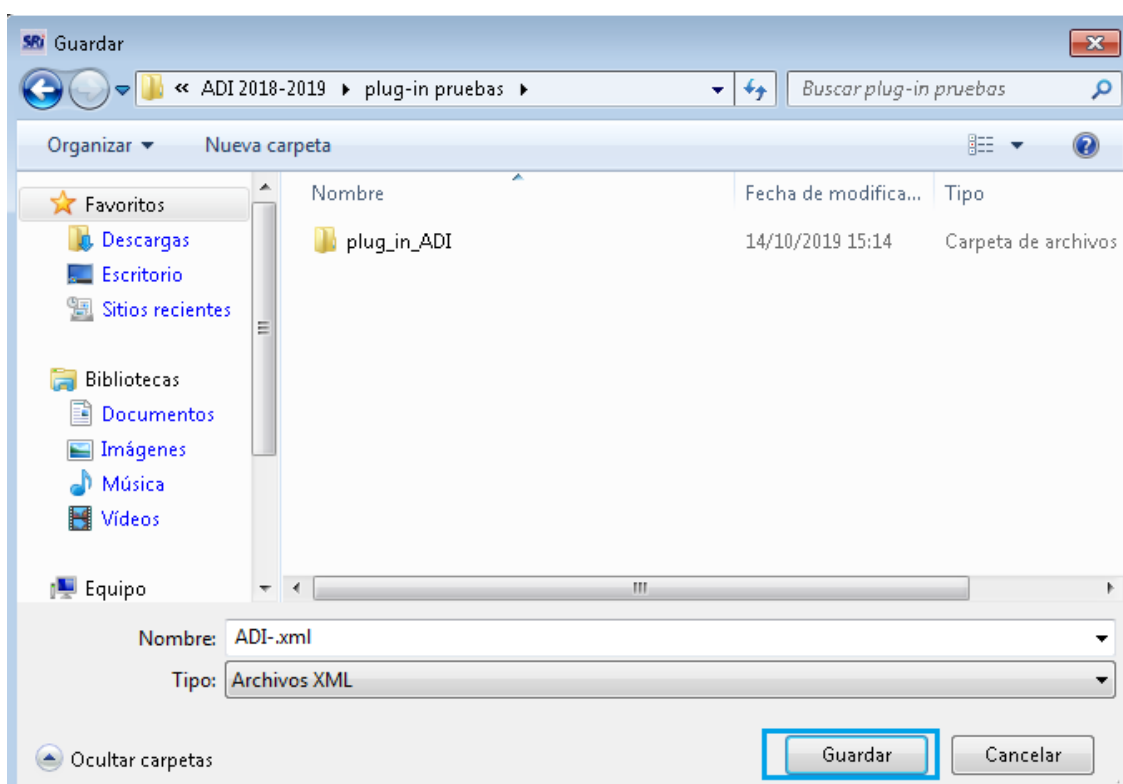 SRi Guardar
« ADI 2018-2019 plug-in pruebas
Buscar plug-in pruebas
Organizar Nueva carpeta
Nombre Fecha de modifica... Tipo
Favoritos
Descargas
Escritorio
Sitios recientes
Bibliotecas
Documentos
Imágenes
Música
Vídeos
Equipo
plug_in_ADI 14/10/2019 15:14 Carpeta de archivos
Nombre: ADI-.xml
Tipo: Archivos XML
Ocultar carpetas
Guardar Cancelar